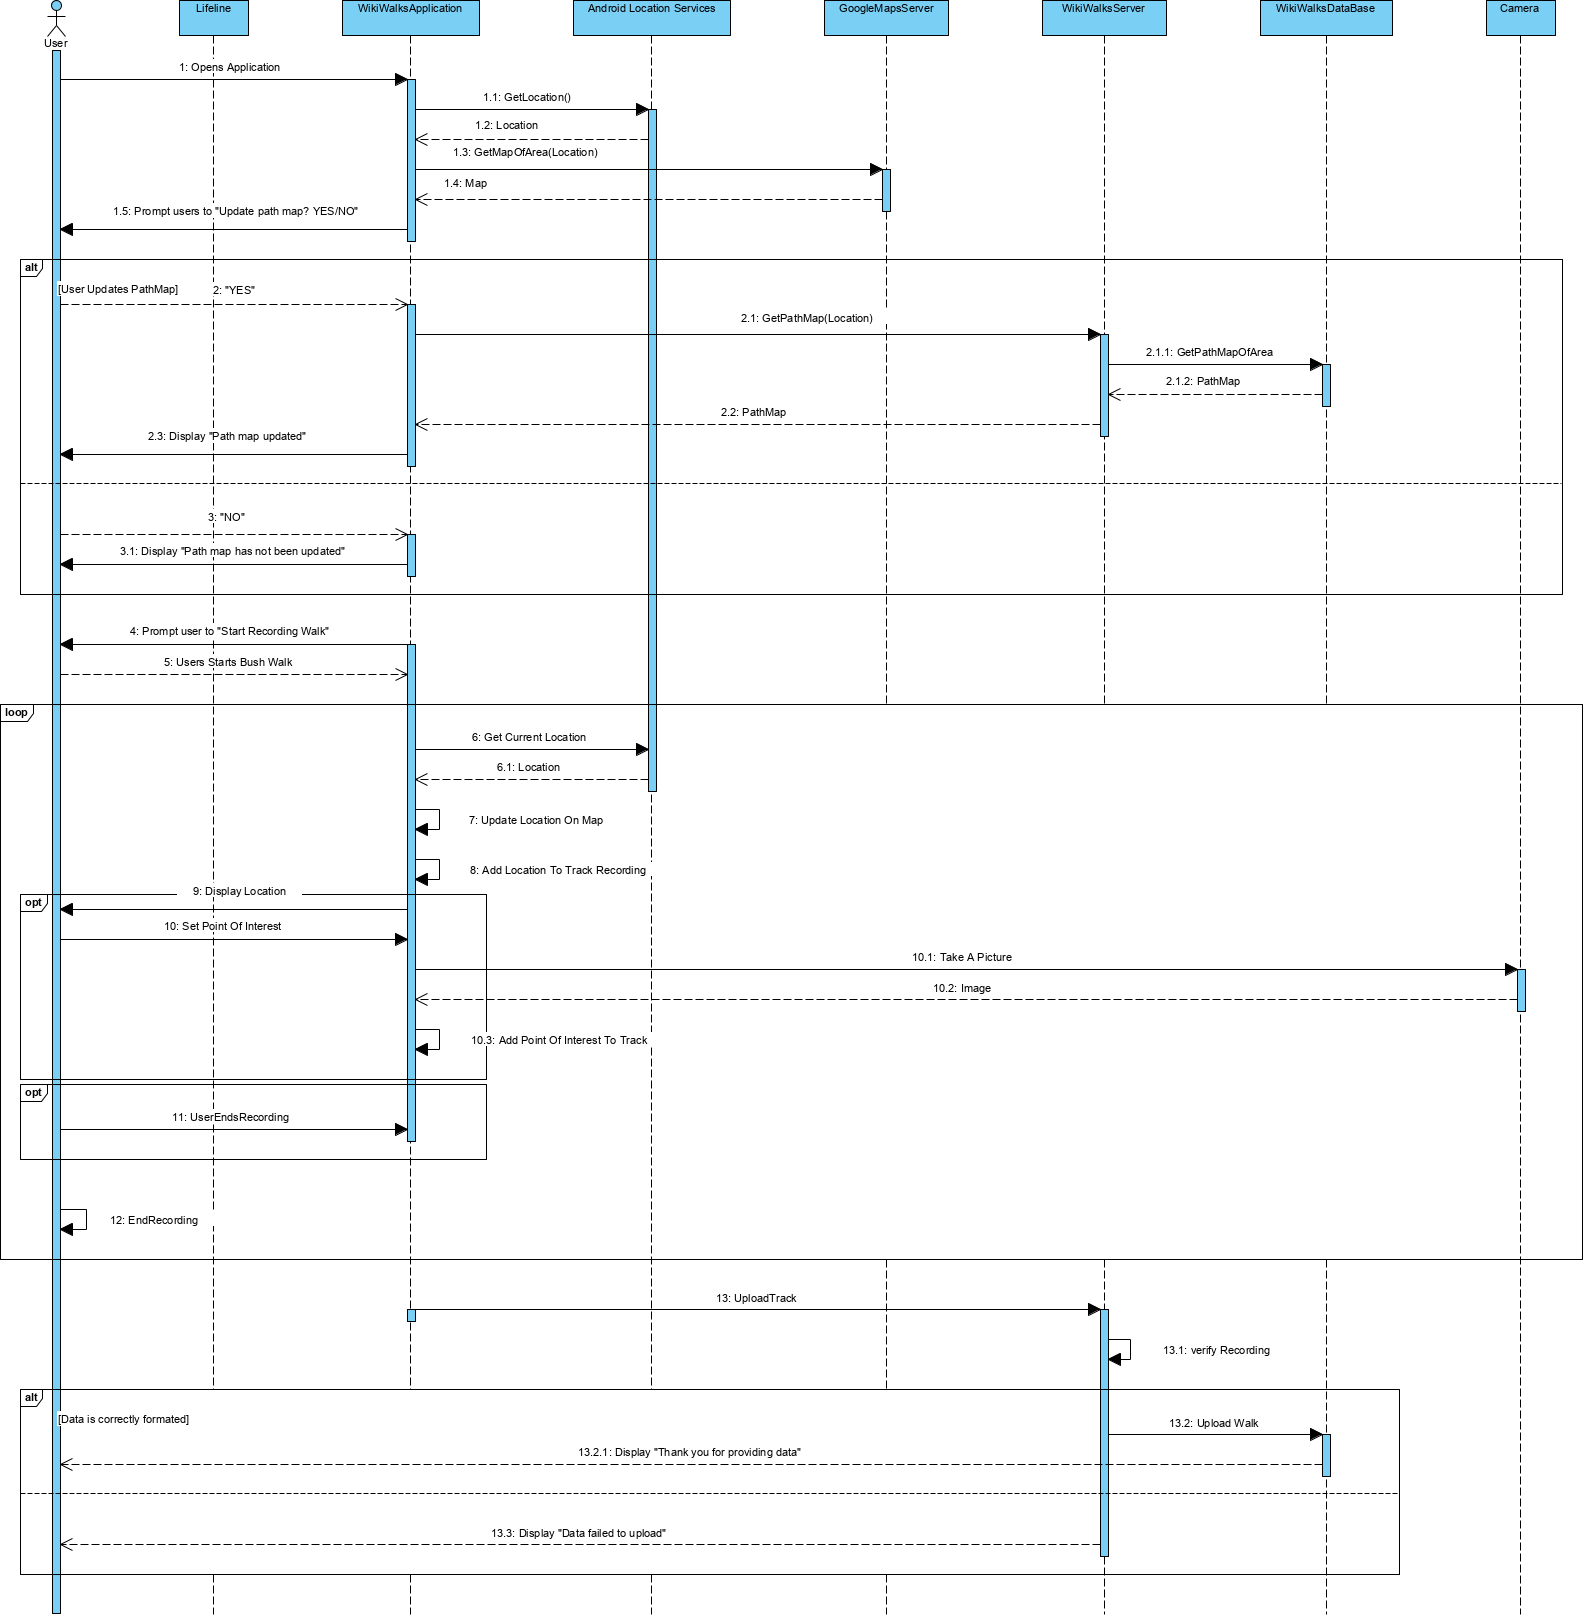 User
Lifeline
WikiWalksApplication
Android Location Services
GoogleMapsServer
WikiWalksServer
WikiWalksDataBase
Camera
1: Opens Application
1.1: GetLocation()
1.2: Location
1.3: GetMapOfArea(Location)
1.4: Map
1.5: Prompt users to "Update path map? YES/NO"
alt
[User Updates PathMap]
2: "YES"
2.1: GetPathMap(Location)
2.1.1: GetPathMapOfArea
2.1.2: PathMap
2.2: PathMap
2.3: Display "Path map updated"
3: "NO"
3.1: Display "Path map has not been updated"
4: Prompt user to "Start Recording Walk"
5: Users Starts Bush Walk
loop
6: Get Current Location
6.1: Location
7: Update Location On Map
8: Add Location To Track Recording
opt
9: Display Location
10: Set Point Of Interest
10.1: Take A Picture
10.2: Image
10.3: Add Point Of Interest To Track
opt
11: UserEndsRecording
12: EndRecording
13: UploadTrack
13.1: verify Recording
alt
[Data is correctly formated]
13.2: Upload Walk
13.2.1: Display "Thank you for providing data"
13.3: Display "Data failed to upload"